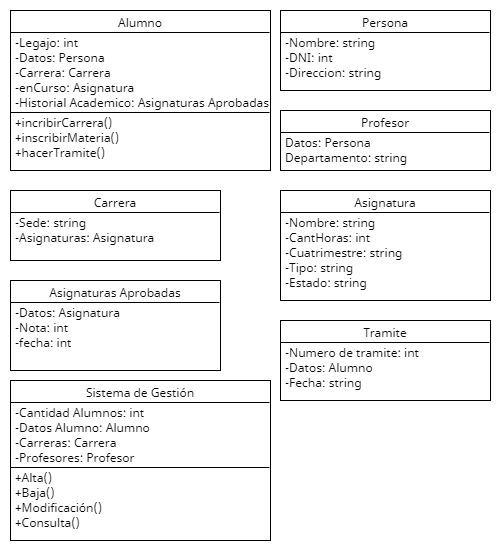 Alumno
-Legajo: int
-Datos: Persona
-Carrera: Carrera
-enCurso: Asignatura
-Historial Academico: Asignaturas Aprobadas
+incribirCarrera()
+inscribirMateria()
+hacerTramite()
Persona
-Nombre: string
-DNI: int
-Direccion: string
Profesor
Datos: Persona
Departamento: string
Carrera
-Sede: string
-Asignaturas: Asignatura
Asignatura
-Nombre: string
-CantHoras: int
-Cuatrimestre: string
-Tipo: string
-Estado: string
Asignaturas Aprobadas
-Datos: Asignatura
-Nota: int
-fecha: int
Tramite
-Numero de tramite: int
-Datos: Alumno
-Fecha: string
Sistema de Gestión
-Cantidad Alumnos: int
-Datos Alumno: Alumno
-Carreras: Carrera
-Profesores: Profesor
+Alta()
+Baja()
+Modificación()
+Consulta()